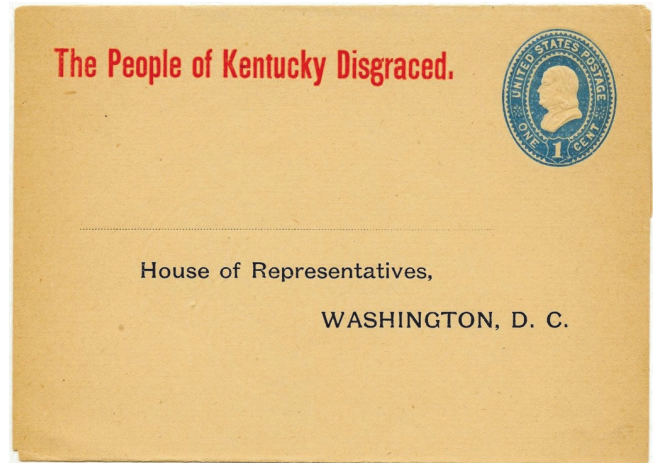 The People of Kentucky Disgraced.
UNITED STATES POSTAGE
ONE 1 CENT
House of Representatives,
WASHINGTON, D. C.